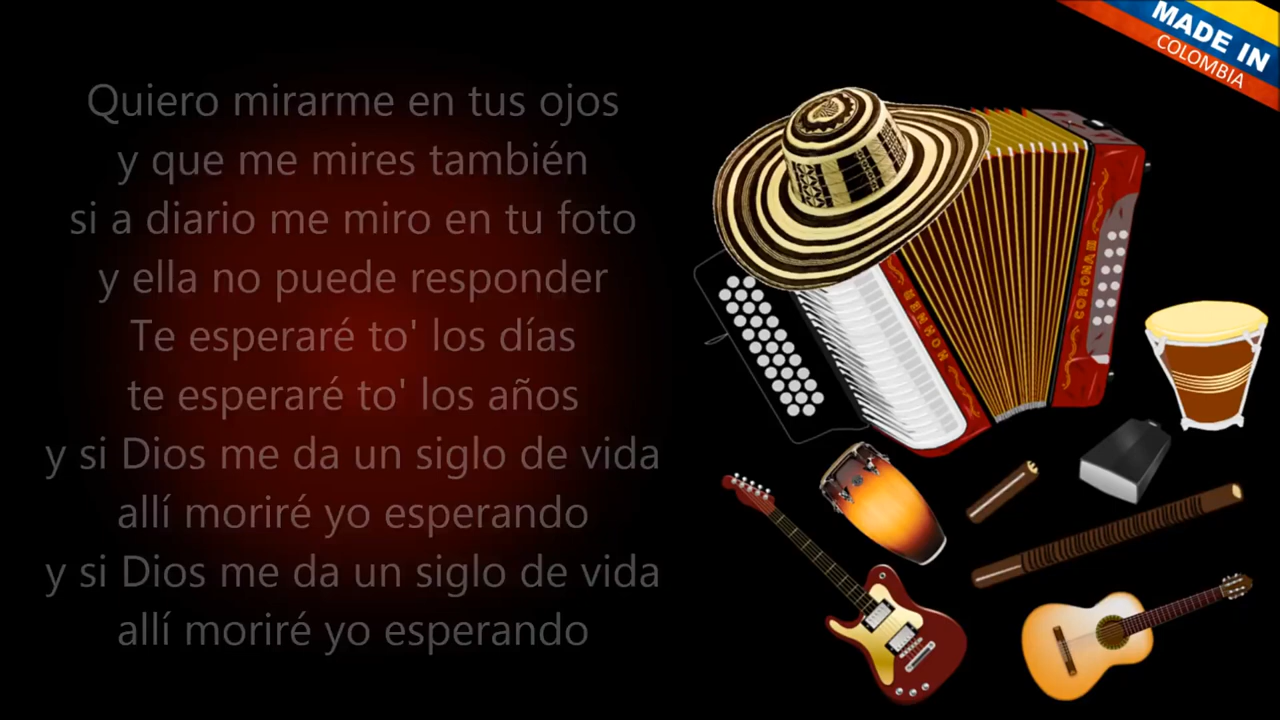 Quiero mirarme en tus ojos
y que me mires también
si a diario me miro en tu foto
y ella no puede responder
Te esperaré to' los días
te esperaré to' los años
y si Dios me da un siglo de vida
allí moriré yo esperando
y si Dios me da un siglo de vida
allí moriré yo esperando
MADE IN
COLOMBIA
HOHNER
CORONA III